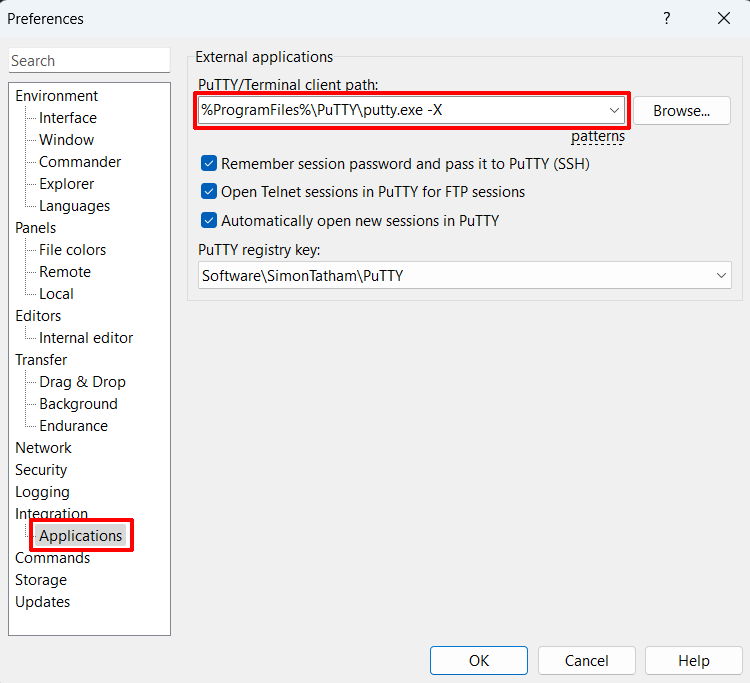 Preferences
?
Search
Environment
Interface
Window
Commander
Explorer
Languages
Panels
File colors
Remote
Local
Editors
Internal editor
Transfer
Drag & Drop
Background
Endurance
Network
Security
Logging
Integration
Applications
Commands
Storage
Updates
External applications
PuTTY/Terminal client path:
%ProgramFiles%\PuTTY\putty.exe -X
Browse...
patterns
Remember session password and pass it to PuTTY (SSH)
Open Telnet sessions in PuTTY for FTP sessions
Automatically open new sessions in PuTTY
PuTTY registry key:
Software\SimonTatham\PuTTY
OK
Cancel
Help